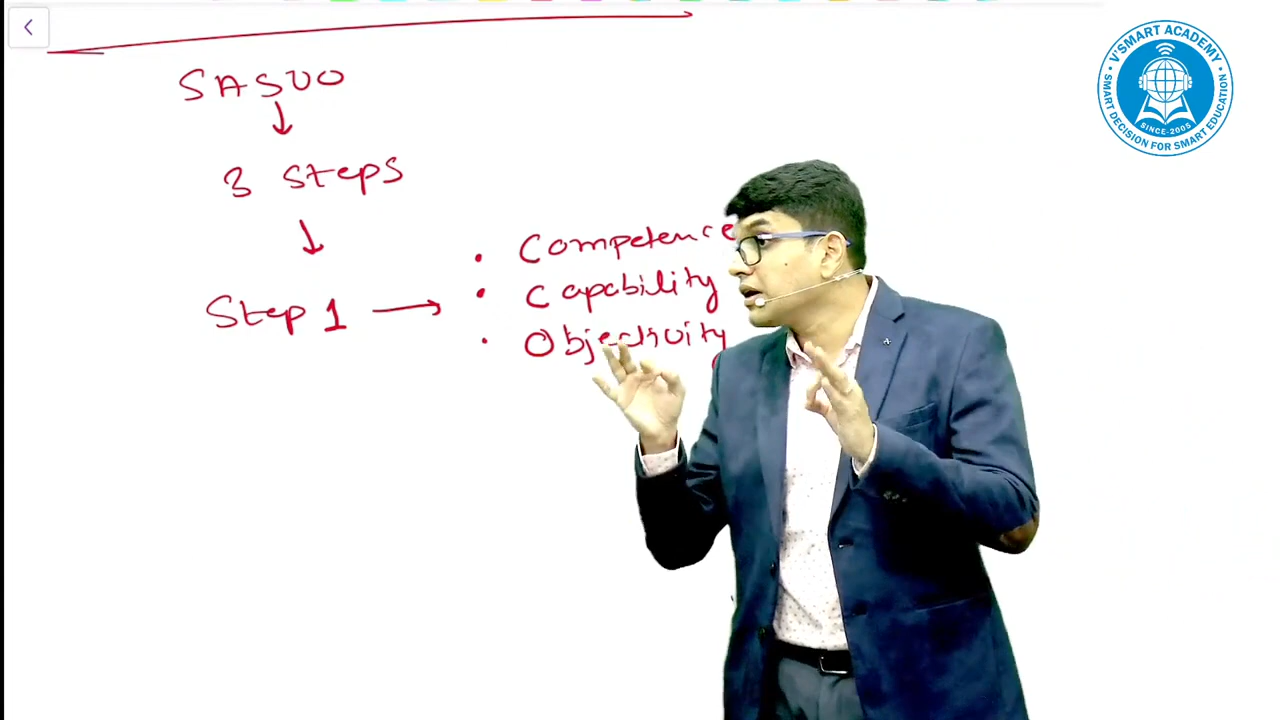 SASUO
3 Steps
Step 1
• Competence
• Capability
• Objectivity
V'SMART ACADEMY
SINCE-2005
SMART DECISION FOR SMART EDUCATION